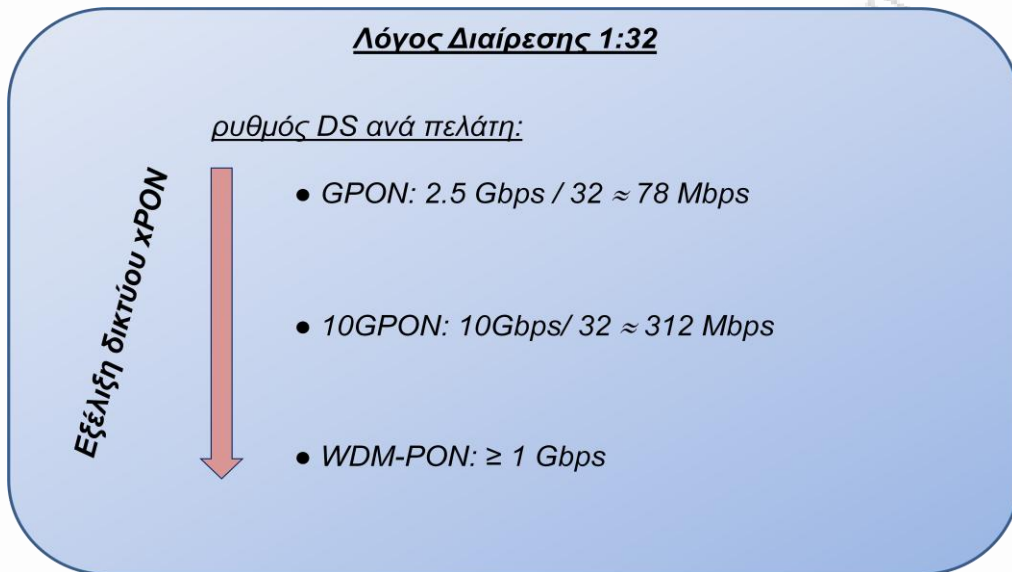 Λόγος Διαίρεσης 1:32
ρυθμός DS ανά πελάτη:
Εξέλιξη δικτύου xPON
● GPON: 2.5 Gbps / 32 ≈ 78 Mbps
● 10GPON: 10Gbps/ 32 ≈ 312 Mbps
● WDM-PON: ≥ 1 Gbps